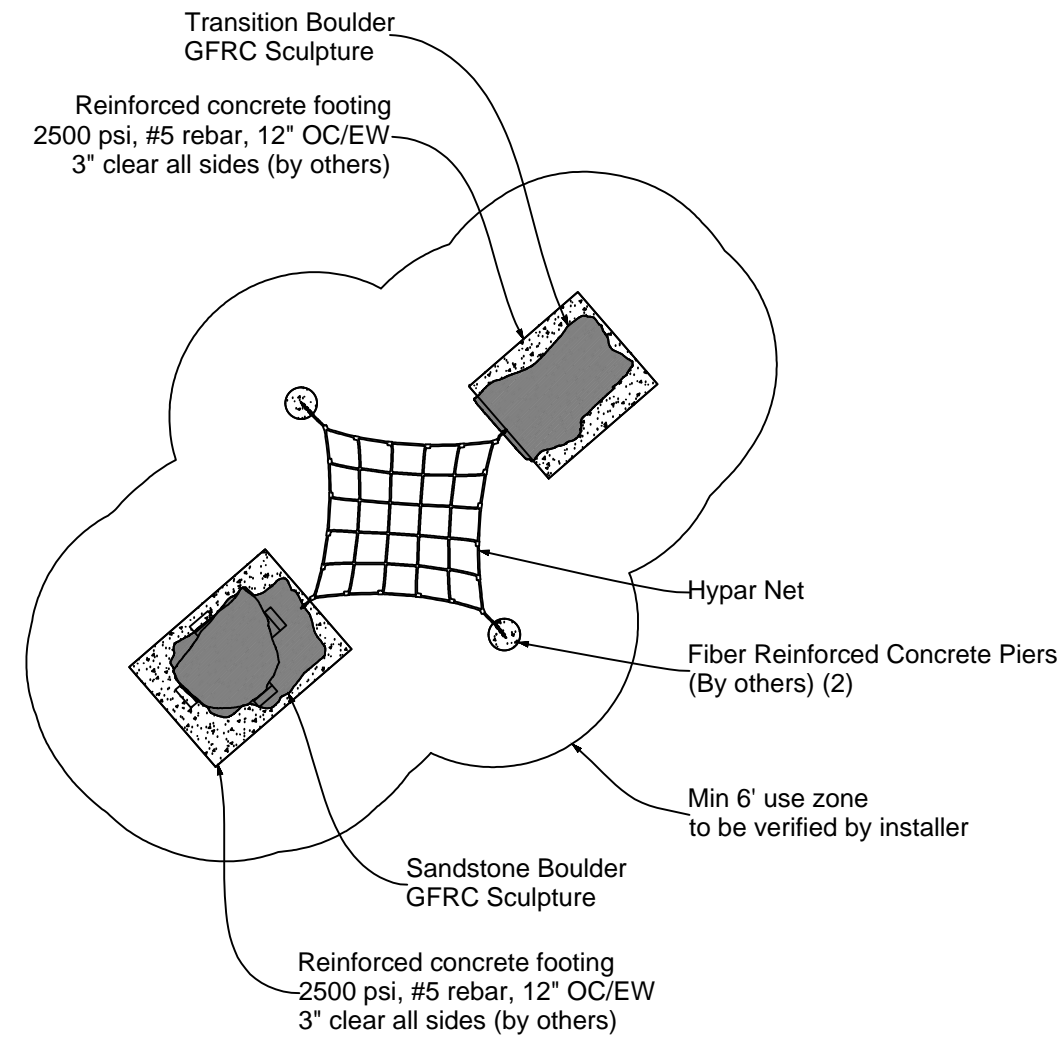 Transition Boulder
GFRC Sculpture
Reinforced concrete footing
2500 psi, #5 rebar, 12" OC/EW
3" clear all sides (by others)
Hypar Net
Fiber Reinforced Concrete Piers
(By others) (2)
Min 6' use zone
to be verified by installer
Sandstone Boulder
GFRC Sculpture
Reinforced concrete footing
2500 psi, #5 rebar, 12" OC/EW
3" clear all sides (by others)